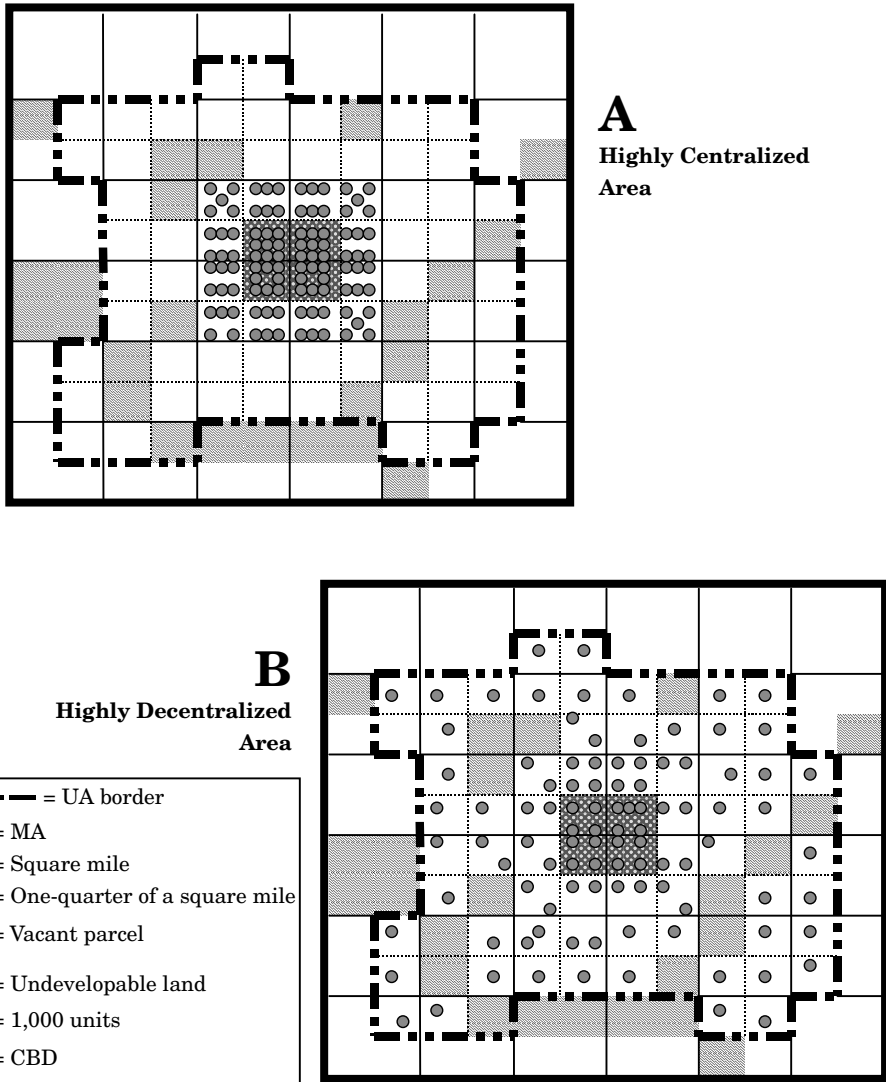 A
Highly Centralized
Area
B
Highly Decentralized
Area
= UA border
= MA
= Square mile
= One-quarter of a square mile
= Vacant parcel
= Undevelopable land
= 1,000 units
= CBD